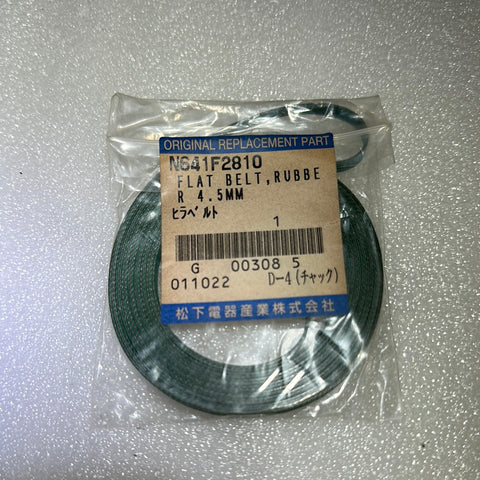 ORIGINAL REPLACEMENT PART
N641F2810
FLAT BELT,RUBBE
R 4.5MM
ヒラベルト
1
G 00308 5
011022 D-4(チャック)
松下電器産業株式会社